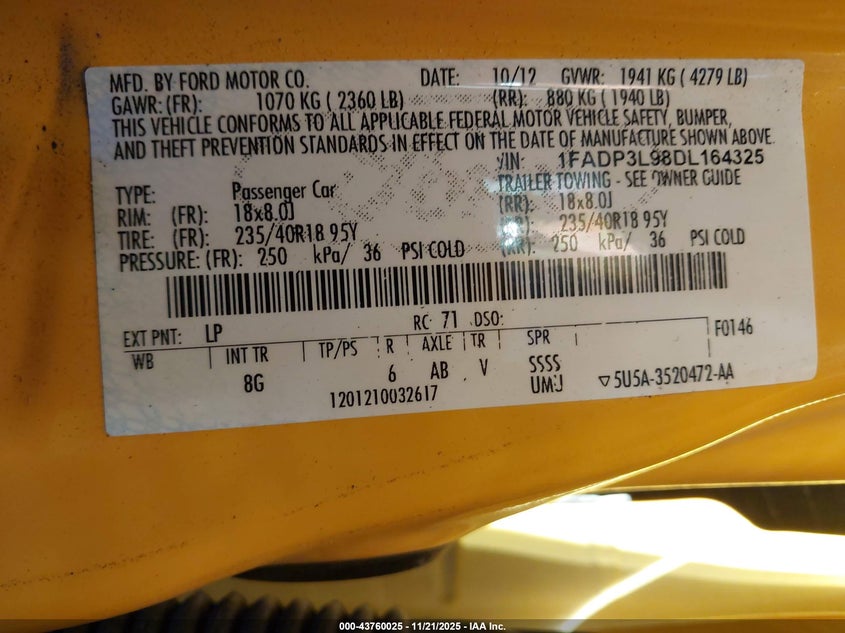 MFD. BY FORD MOTOR CO. DATE: 10/12 GVWR: 1941 KG ( 4279 LB)
GAWR: (FR): 1070 KG ( 2360 LB) (RR): 880 KG ( 1940 LB)
THIS VEHICLE CONFORMS TO ALL APPLICABLE FEDERAL MOTOR VEHICLE SAFETY, BUMPER,
AND THEFT PREVENTION STANDARDS IN EFFECT ON THE DATE OF MANUFACTURE SHOWN ABOVE.
VIN: 1FADP3L98DL164325
TYPE: Passenger Car TRAILER TOWING - SEE OWNER GUIDE
RIM: (FR): 18x8.0J (RR): 18x8.0J
TIRE: (FR): 235/40R18 95Y 235/40R18 95Y
PRESSURE: (FR): 250 kPa/ 36 PSI COLD (RR): 250 kPa/ 36 PSI COLD
EXT PNT: LP RC: 71 DSO: F0146
WB INT TR TP/PS R AXLE TR SPR
8G 6 AB V SSSS
1201210032617 UMJ ▽5U5A-3520472-AA
000-43760025 - 11/21/2025 - IAA Inc.